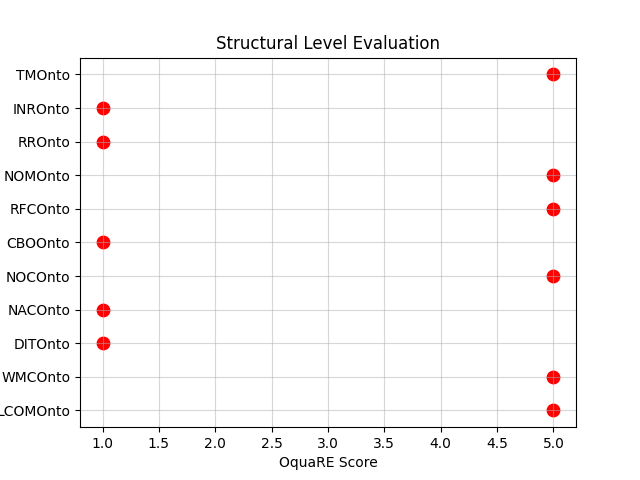 Structural Level Evaluation
TMOnto
INROnto
RROnto
NOMOnto
RFCOnto
CBOOnto
NOCOnto
NACOnto
DITOnto
WMCOnto
LCOMOnto
1.0 1.5 2.0 2.5 3.0 3.5 4.0 4.5 5.0
OquaRE Score